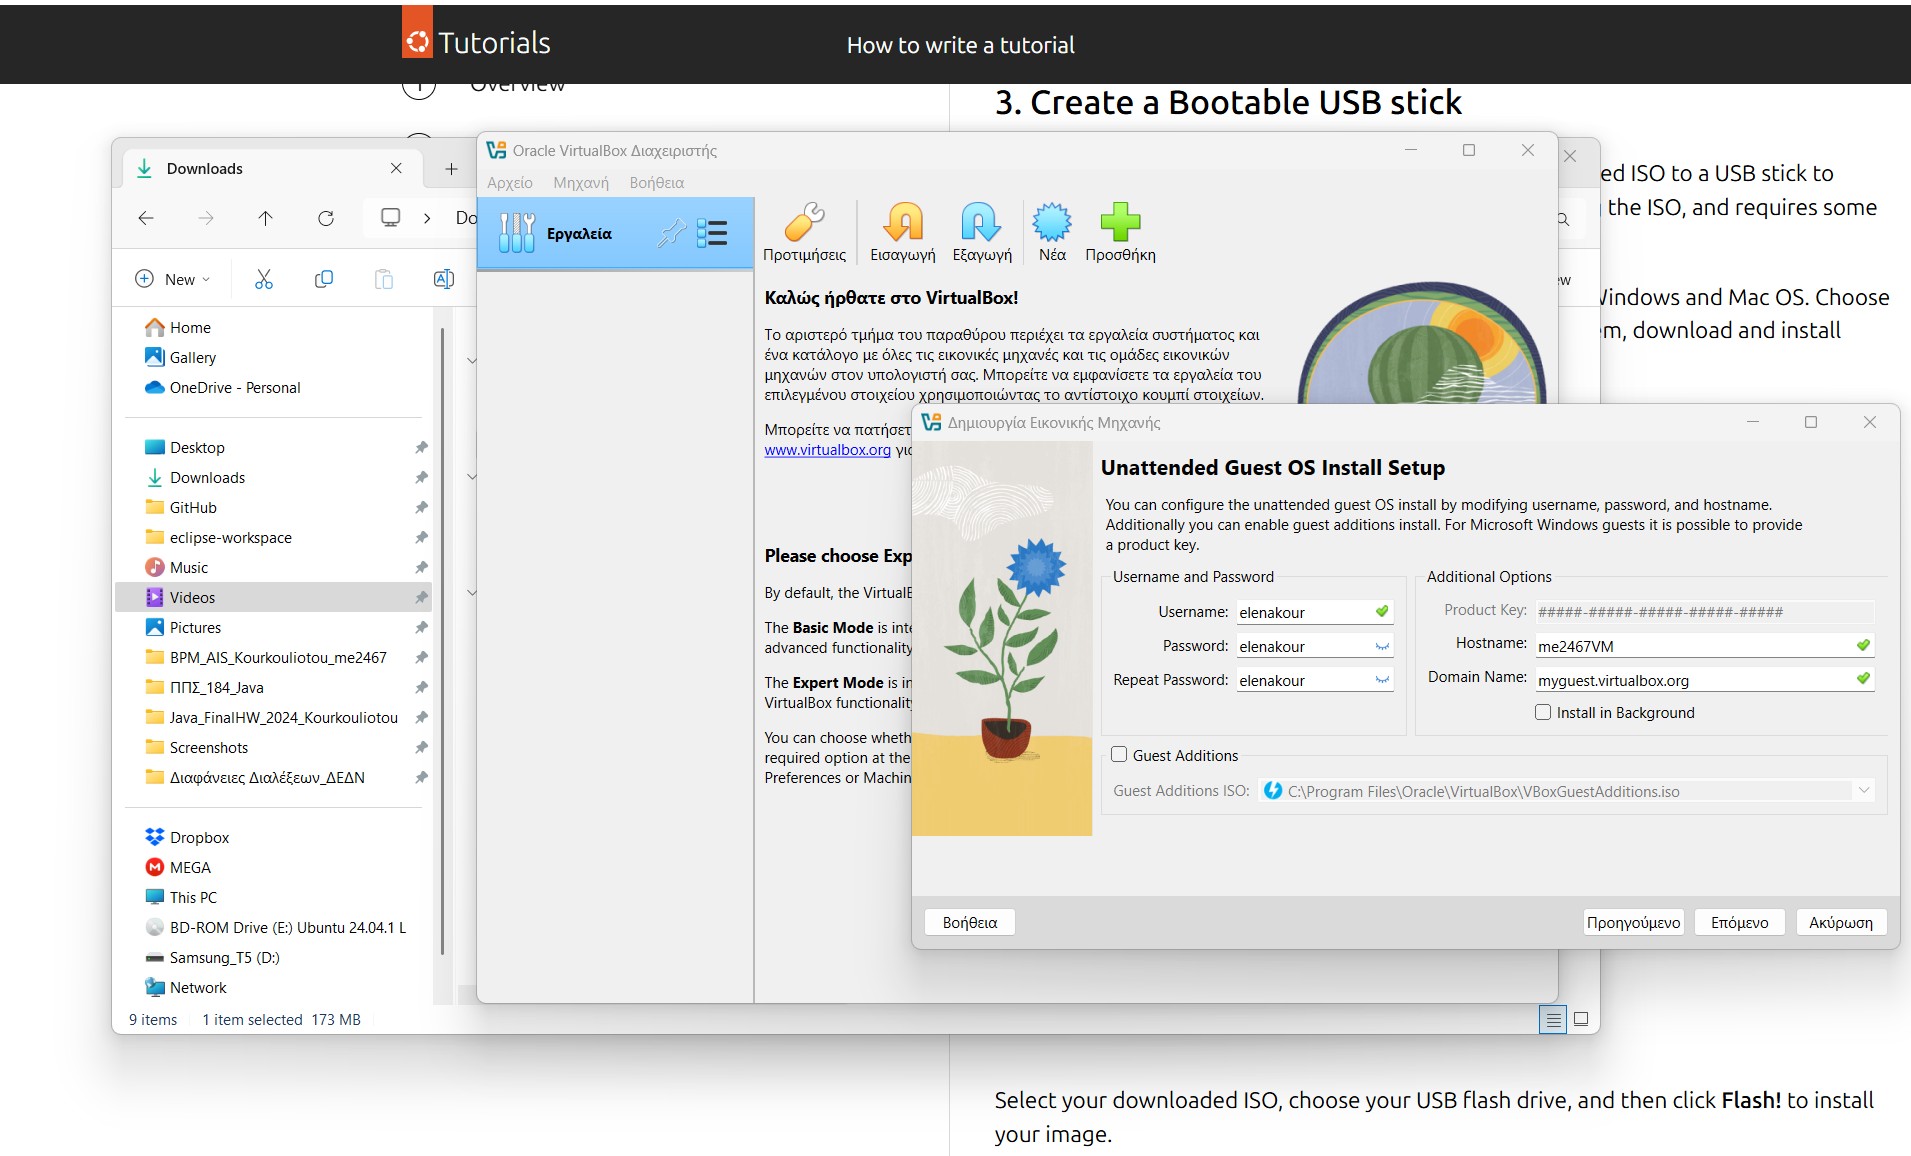 Tutorials
How to write a tutorial
Overview
3. Create a Bootable USB stick
ed ISO to a USB stick to
the ISO, and requires some
Windows and Mac OS. Choose
em, download and install
Downloads
Do
New
Home
Gallery
OneDrive - Personal
Desktop
Downloads
GitHub
eclipse-workspace
Music
Videos
Pictures
BPM_AIS_Kourkouliotou_me2467
ΠΠΣ_184_Java
Java_FinalHW_2024_Kourkouliotou
Screenshots
Διαφάνειες Διαλέξεων_ΔΕΔΝ
Dropbox
MEGA
This PC
BD-ROM Drive (E:) Ubuntu 24.04.1 L
Samsung_T5 (D:)
Network
9 items 1 item selected 173 MB
ew
Oracle VirtualBox Διαχειριστής
Αρχείο Μηχανή Βοήθεια
Εργαλεία
Προτιμήσεις Εισαγωγή Εξαγωγή Νέα Προσθήκη
Καλώς ήρθατε στο VirtualBox!
Το αριστερό τμήμα του παραθύρου περιέχει τα εργαλεία συστήματος και
ένα κατάλογο με όλες τις εικονικές μηχανές και τις ομάδες εικονικών
μηχανών στον υπολογιστή σας. Μπορείτε να εμφανίσετε τα εργαλεία του
επιλεγμένου στοιχείου χρησιμοποιώντας το αντίστοιχο κουμπί στοιχείων.
Μπορείτε να πατήσετ
www.virtualbox.org για
Please choose Exp
By default, the VirtualB
The Basic Mode is inte
advanced functionality
The Expert Mode is in
VirtualBox functionality
You can choose wheth
required option at the
Preferences or Machin
Δημιουργία Εικονικής Μηχανής
Unattended Guest OS Install Setup
You can configure the unattended guest OS install by modifying username, password, and hostname.
Additionally you can enable guest additions install. For Microsoft Windows guests it is possible to provide
a product key.
Username and Password
Username: elenakour
Password: elenakour
Repeat Password: elenakour
Additional Options
Product Key: #####-#####-#####-#####-#####
Hostname: me2467VM
Domain Name: myguest.virtualbox.org
Install in Background
Guest Additions
Guest Additions ISO: C:\Program Files\Oracle\VirtualBox\VBoxGuestAdditions.iso
Βοήθεια Προηγούμενο Επόμενο Ακύρωση
Select your downloaded ISO, choose your USB flash drive, and then click Flash! to install
your image.